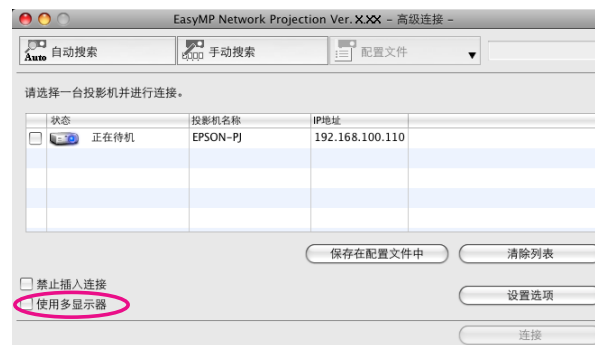 EasyMP Network Projection Ver. X.XX – 高级连接 –
Auto 自动搜索 手动搜索 配置文件
请选择一台投影机并进行连接。
状态 投影机名称 IP地址
正在待机 EPSON-PJ 192.168.100.110
保存在配置文件中 清除列表
禁止插入连接
使用多显示器 设置选项
连接